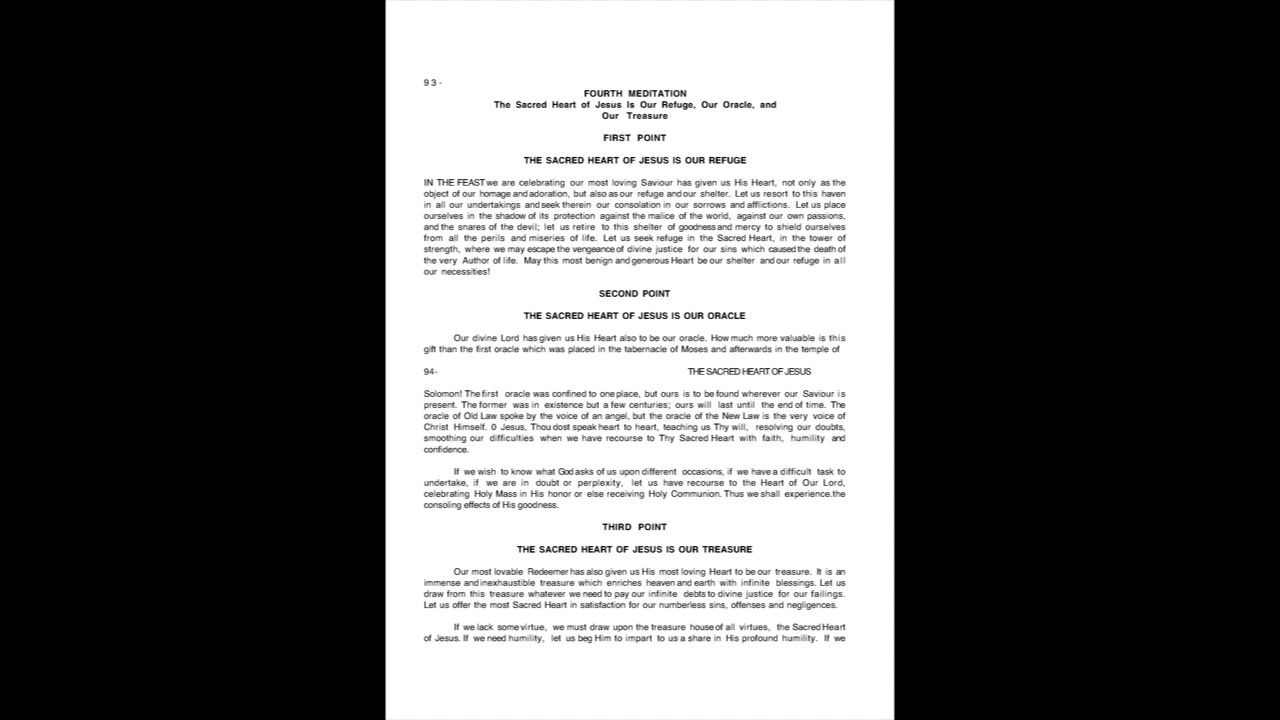 93-
FOURTH MEDITATION
The Sacred Heart of Jesus Is Our Refuge, Our Oracle, and
Our Treasure
FIRST POINT
THE SACRED HEART OF JESUS IS OUR REFUGE
IN THE FEAST we are celebrating our most loving Saviour has given us His Heart, not only as the
object of our homage and adoration, but also as our refuge and our shelter. Let us resort to this haven
in all our undertakings and seek therein our consolation in our sorrows and afflictions. Let us place
ourselves in the shadow of its protection against the malice of the world, against our own passions,
and the snares of the devil; let us retire to this shelter of goodness and mercy to shield ourselves
from all the perils and miseries of life. Let us seek refuge in the Sacred Heart, in the tower of
strength, where we may escape the vengeance of divine justice for our sins which caused the death of
the very Author of life. May this most benign and generous Heart be our shelter and our refuge in all
our necessities!
SECOND POINT
THE SACRED HEART OF JESUS IS OUR ORACLE
Our divine Lord has given us His Heart also to be our oracle. How much more valuable is this
gift than the first oracle which was placed in the tabernacle of Moses and afterwards in the temple of
94- THE SACRED HEART OF JESUS
Solomon! The first oracle was confined to one place, but ours is to be found wherever our Saviour is
present. The former was in existence but a few centuries; ours will last until the end of time. The
oracle of Old Law spoke by the voice of an angel, but the oracle of the New Law is the very voice of
Christ Himself. 0 Jesus, Thou dost speak heart to heart, teaching us Thy will, resolving our doubts,
smoothing our difficulties when we have recourse to Thy Sacred Heart with faith, humility and
confidence.
If we wish to know what God asks of us upon different occasions, if we have a difficult task to
undertake, if we are in doubt or perplexity, let us have recourse to the Heart of Our Lord,
celebrating Holy Mass in His honor or else receiving Holy Communion. Thus we shall experience.the
consoling effects of His goodness.
THIRD POINT
THE SACRED HEART OF JESUS IS OUR TREASURE
Our most lovable Redeemer has also given us His most loving Heart to be our treasure. It is an
immense and inexhaustible treasure which enriches heaven and earth with infinite blessings. Let us
draw from this treasure whatever we need to pay our infinite debts to divine justice for our failings.
Let us offer the most Sacred Heart in satisfaction for our numberless sins, offenses and negligences.
If we lack some virtue, we must draw upon the treasure house of all virtues, the Sacred Heart
of Jesus. If we need humility, let us beg Him to impart to us a share in His profound humility. If we